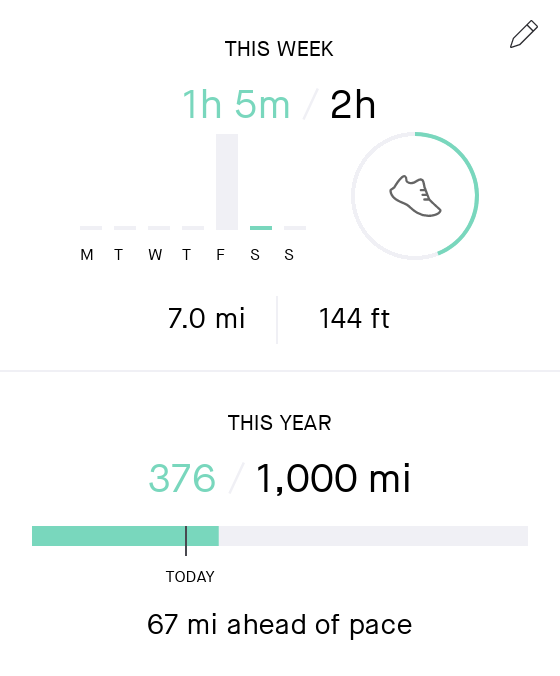 THIS WEEK
1h 5m / 2h
M T W T F S S
7.0 mi 144 ft
THIS YEAR
376 / 1,000 mi
TODAY
67 mi ahead of pace